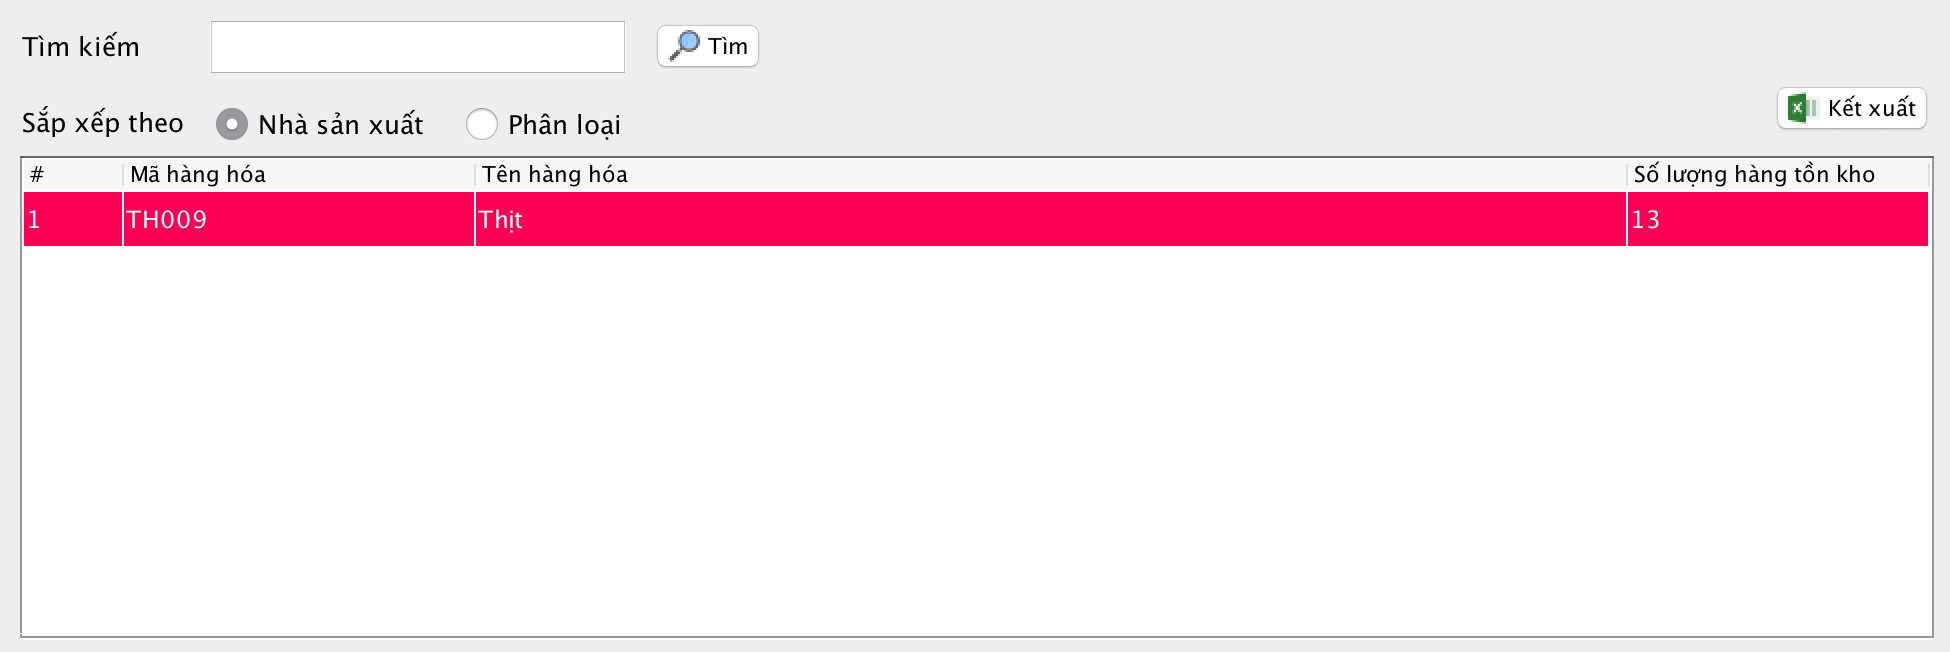 Tìm kiếm Tìm
Kết xuất
Sắp xếp theo Nhà sản xuất Phân loại
# Mã hàng hóa Tên hàng hóa Số lượng hàng tồn kho
1 TH009 Thịt 13